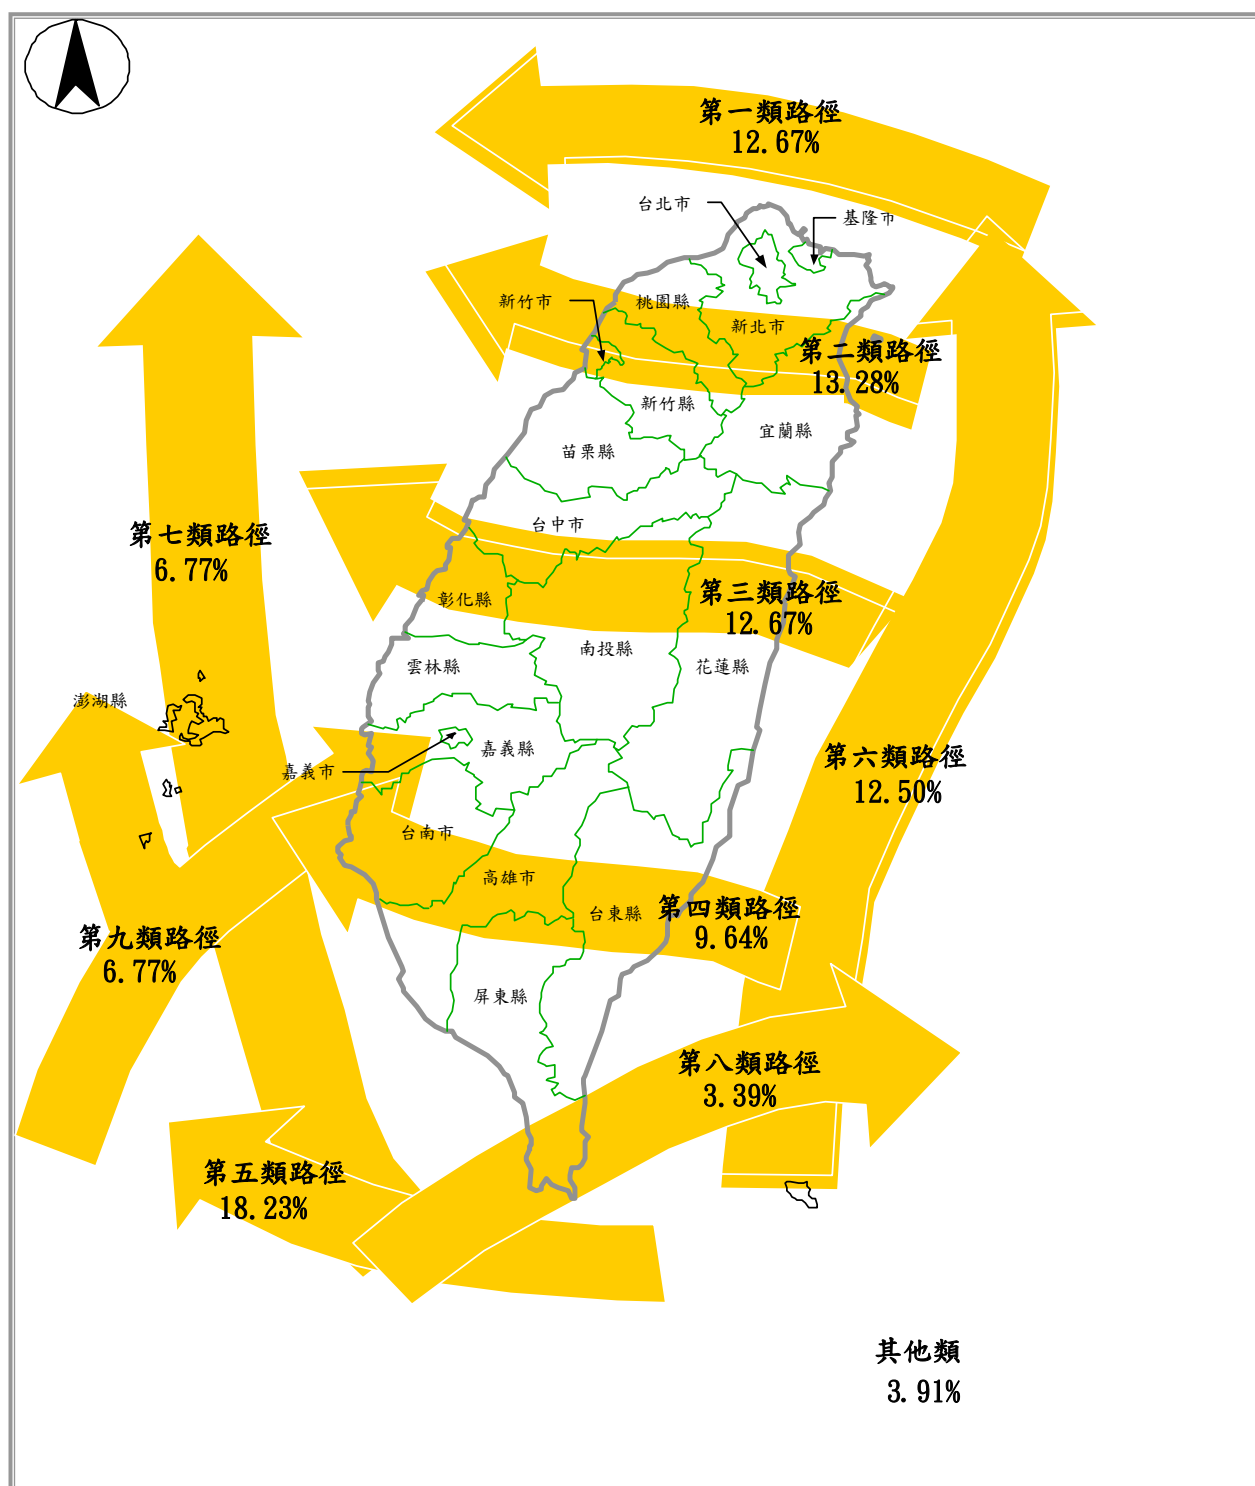 第一類路徑
12.67%
台北市
基隆市
新竹市
桃園縣
新北市
第二類路徑
13.28%
新竹縣
宜蘭縣
苗栗縣
台中市
第七類路徑
6.77%
彰化縣
第三類路徑
12.67%
南投縣
雲林縣
花蓮縣
澎湖縣
嘉義縣
嘉義市
第六類路徑
12.50%
台南市
高雄市
台東縣
第四類路徑
9.64%
第九類路徑
6.77%
屏東縣
第八類路徑
3.39%
第五類路徑
18.23%
其他類
3.91%